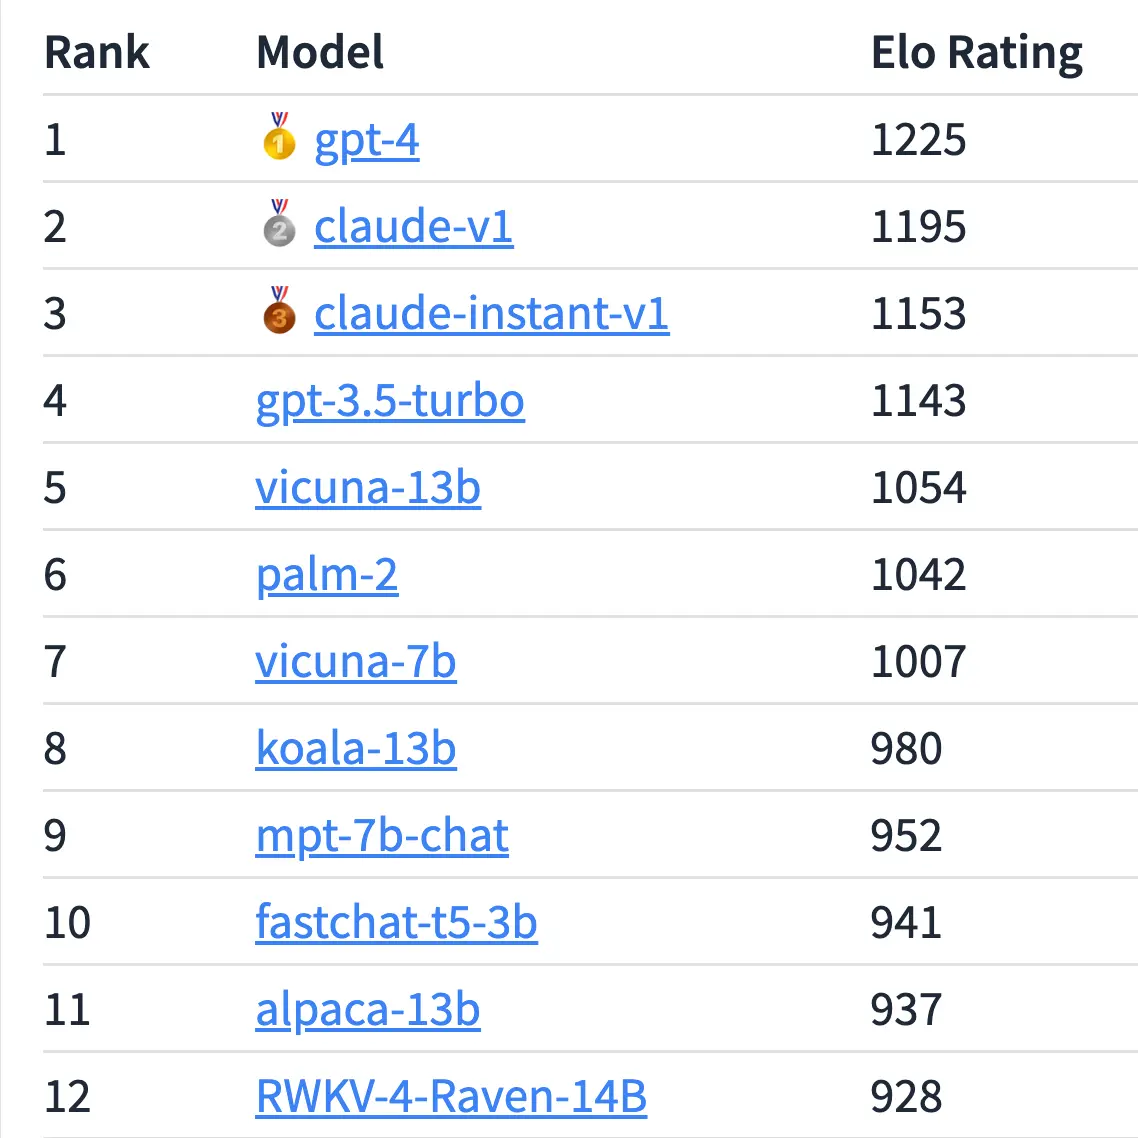 Rank Model Elo Rating
1 🥇 gpt-4 1225
2 🥈 claude-v1 1195
3 🥉 claude-instant-v1 1153
4 gpt-3.5-turbo 1143
5 vicuna-13b 1054
6 palm-2 1042
7 vicuna-7b 1007
8 koala-13b 980
9 mpt-7b-chat 952
10 fastchat-t5-3b 941
11 alpaca-13b 937
12 RWKV-4-Raven-14B 928